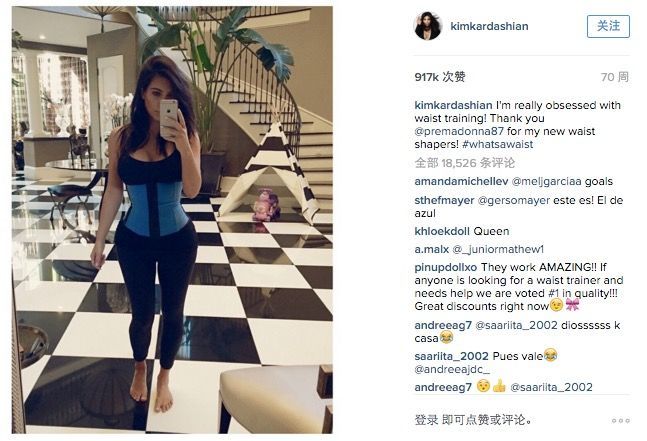 kimkardashian
关注
917k 次赞
70 周
kimkardashian I'm really obsessed with
waist training! Thank you
@premadonna87 for my new waist
shapers! #whatsawaist
全部 18,526 条评论
amandamichellev @meljgarciaa goals
sthefmayer @gersomayer este es! El de
azul
khloekdoll Queen
a.malx @_juniormathew1
pinupdollxo They work AMAZING!! If
anyone is looking for a waist trainer and
needs help we are voted #1 in quality!!!
Great discounts right now😉🎀
andreeag7 @saariita_2002 diossssss k
casa😂
saariita_2002 Pues vale😂
@andreeajdc_
andreeag7 😌👍 @saariita_2002
登录 即可点赞或评论。